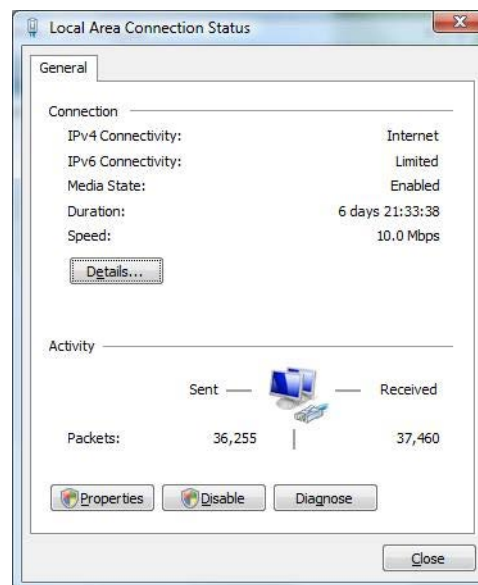 Local Area Connection Status
General
Connection
IPv4 Connectivity: Internet
IPv6 Connectivity: Limited
Media State: Enabled
Duration: 6 days 21:33:38
Speed: 10.0 Mbps
Details...
Activity
Sent Received
Packets: 36,255 37,460
Properties Disable Diagnose
Close